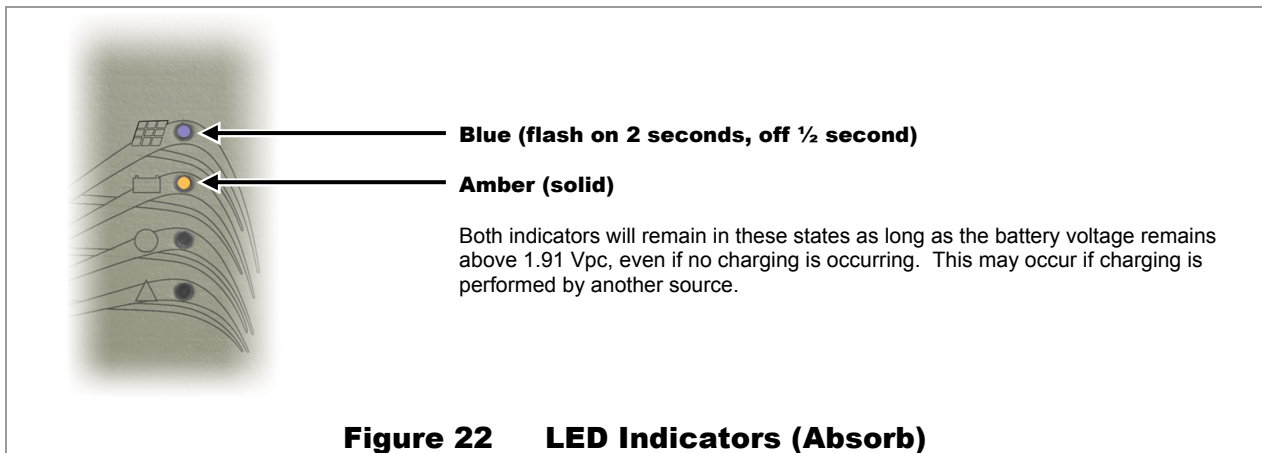 Blue (flash on 2 seconds, off ½ second)
Amber (solid)
Both indicators will remain in these states as long as the battery voltage remains
above 1.91 Vpc, even if no charging is occurring.  This may occur if charging is
performed by another source.
Figure 22 LED Indicators (Absorb)